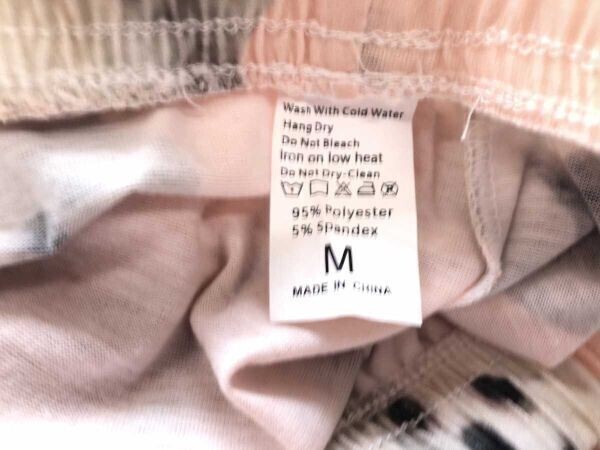 Wash With Cold Water
Hang Dry
Do Not Bleach
Iron on low heat
Do Not Dry-Clean
95% Polyester
5% Spandex
M
MADE IN CHINA